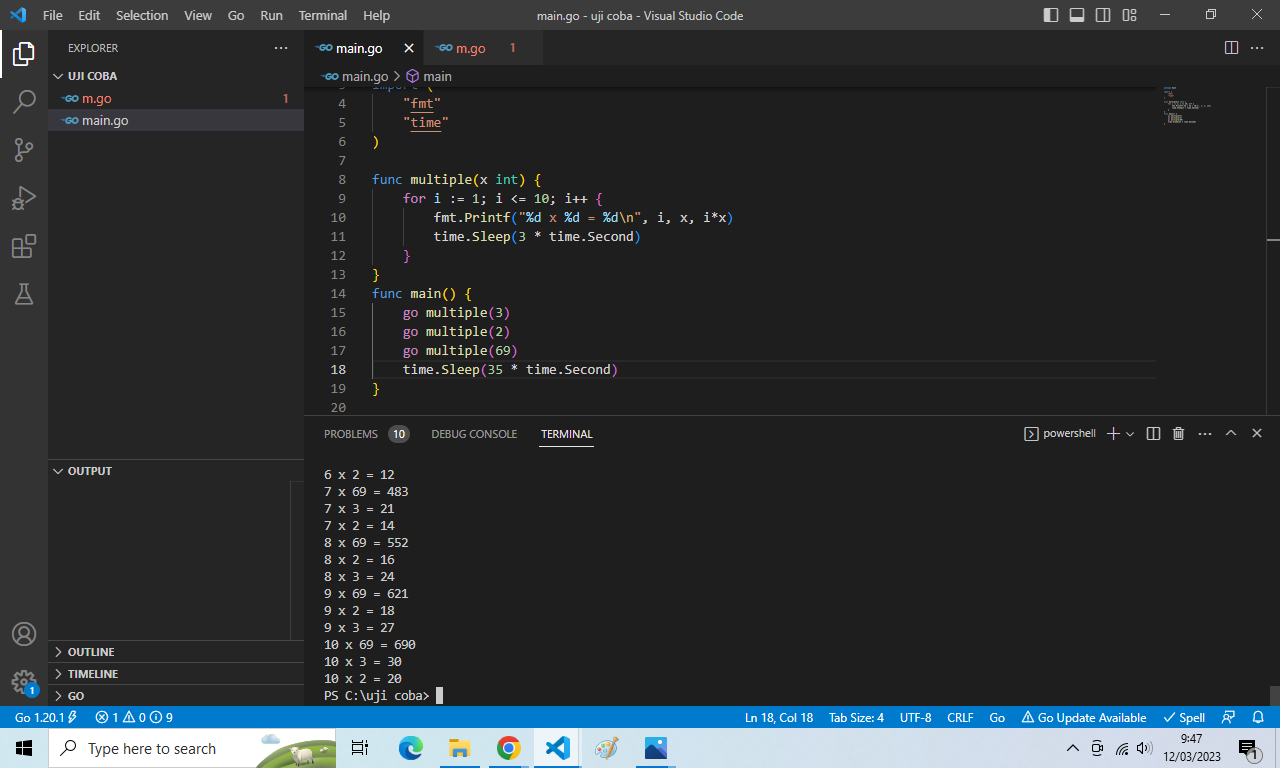 File Edit Selection View Go Run Terminal Help main.go - uji coba - Visual Studio Code
EXPLORER
UJI COBA
m.go 1
main.go
OUTPUT
OUTLINE
TIMELINE
GO
main.go m.go 1
main.go > main
3 import (
4 "fmt"
5 "time"
6 )
7
8 func multiple(x int) {
9 for i := 1; i <= 10; i++ {
10 fmt.Printf("%d x %d = %d\n", i, x, i*x)
11 time.Sleep(3 * time.Second)
12 }
13 }
14 func main() {
15 go multiple(3)
16 go multiple(2)
17 go multiple(69)
18 time.Sleep(35 * time.Second)
19 }
20
PROBLEMS 10 DEBUG CONSOLE TERMINAL powershell
6 x 2 = 12
7 x 69 = 483
7 x 3 = 21
7 x 2 = 14
8 x 69 = 552
8 x 2 = 16
8 x 3 = 24
9 x 69 = 621
9 x 2 = 18
9 x 3 = 27
10 x 69 = 690
10 x 3 = 30
10 x 2 = 20
PS C:\uji coba>
1
Go 1.20.1 1 0 9 Ln 18, Col 18 Tab Size: 4 UTF-8 CRLF Go Go Update Available Spell
Type here to search
9:47
12/03/2023
1